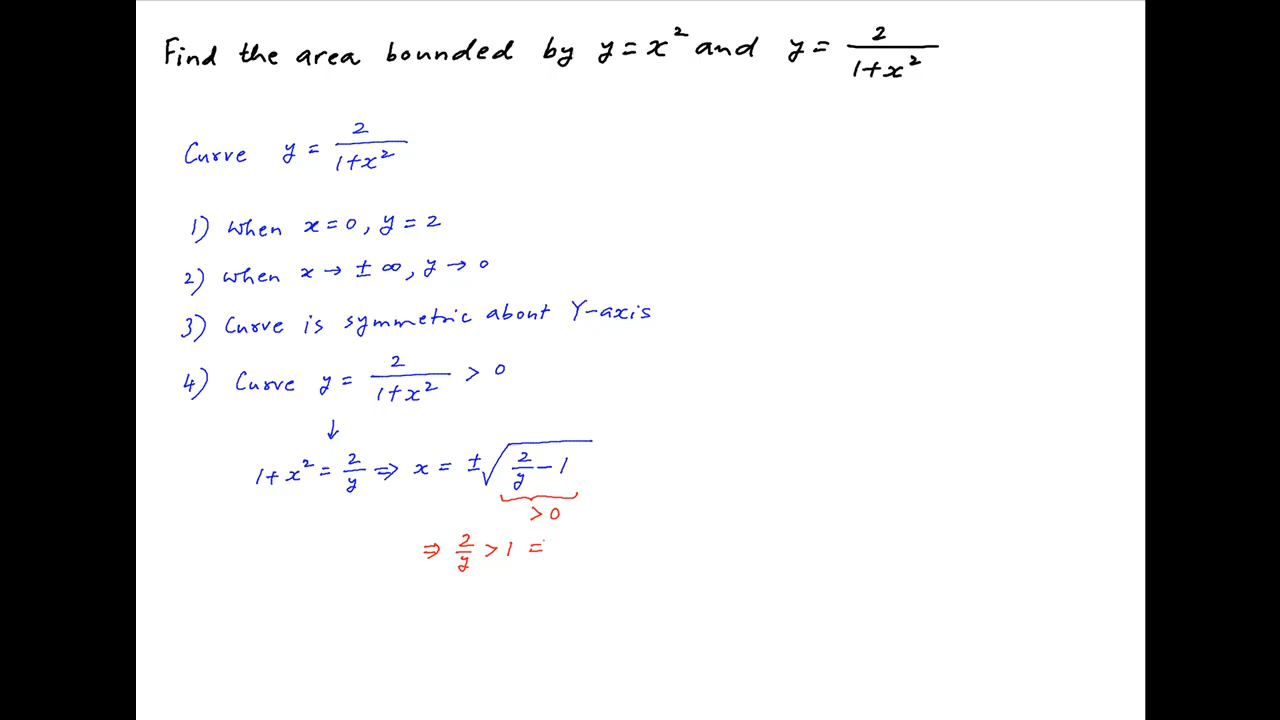 Find the area bounded by y = x² and y = 2/(1+x²)
Curve y = 2/(1+x²)
1) when x = 0, y = 2
2) when x → ± ∞, y → 0
3) Curve is symmetric about Y-axis
4) Curve y = 2/(1+x²) > 0
↓
1+x² = 2/y ⇒ x = ±√(2/y − 1)
> 0
⇒ 2/y > 1 =